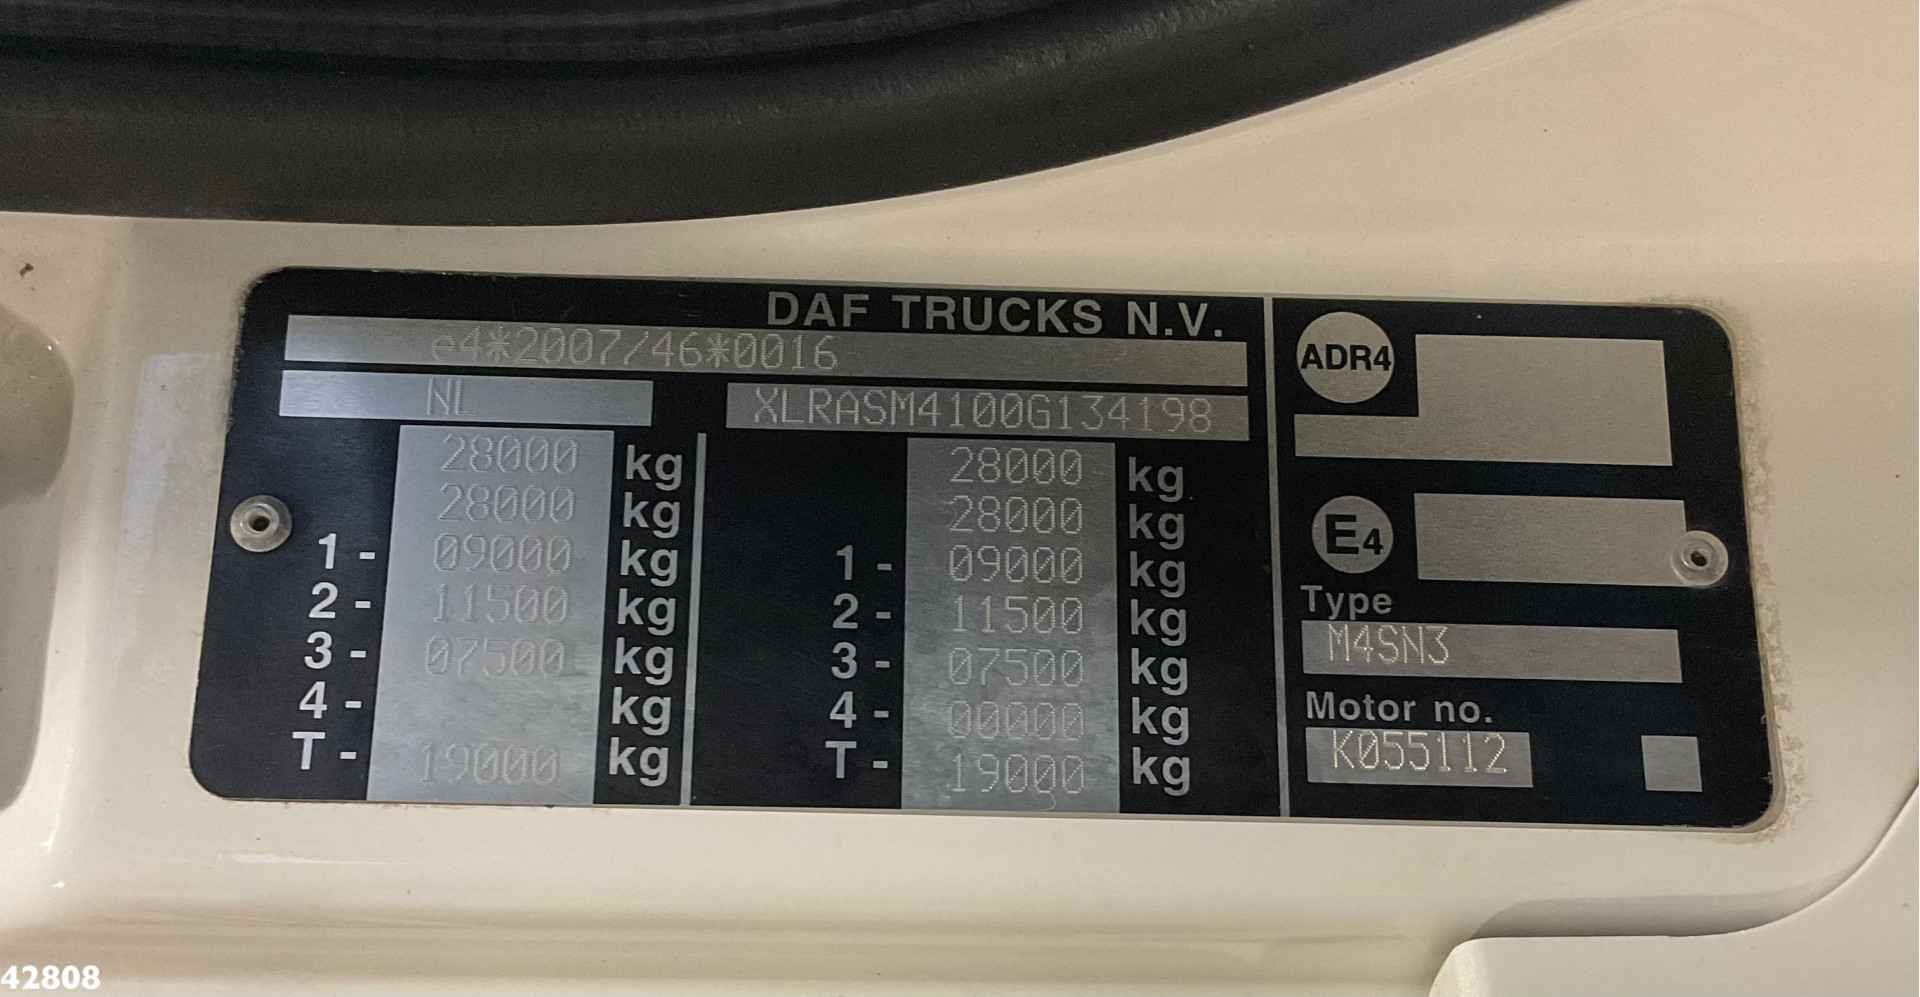 DAF TRUCKS N.V.
e4*2007/46*0016
NL XLRASM4100G134198
28000 kg 28000 kg
28000 kg 28000 kg
1- 09000 kg 1- 09000 kg
2- 11500 kg 2- 11500 kg
3- 07500 kg 3- 07500 kg
4- kg 4- 00000 kg
T- 19000 kg T- 19000 kg
ADR4
E4
Type
M4SN3
Motor no.
K055112
42808